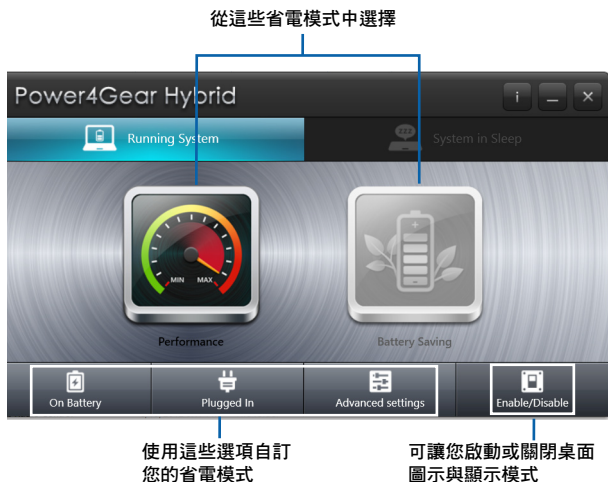 從這些省電模式中選擇
Power4Gear Hybrid
i
Running System
zzz
System in Sleep
MIN MAX
Performance
Battery Saving
On Battery
Plugged In
Advanced settings
Enable/Disable
使用這些選項自訂
您的省電模式
可讓您啟動或關閉桌面
圖示與顯示模式